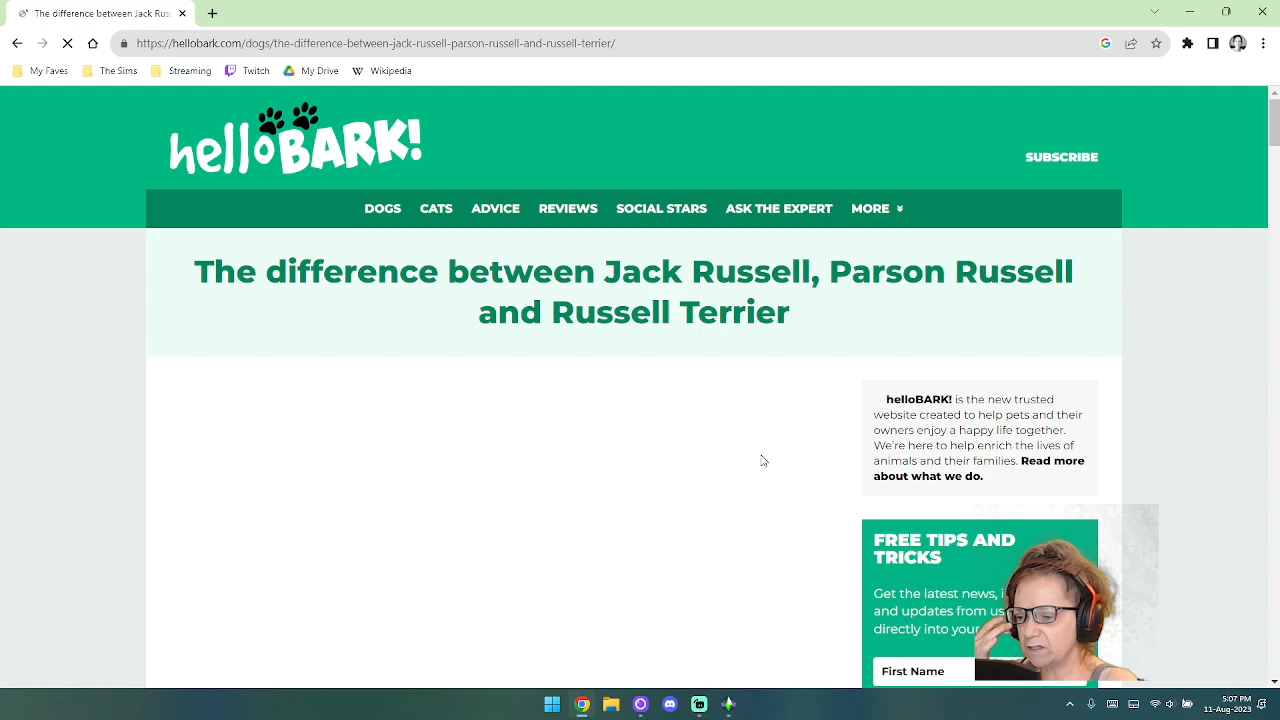 The difference between Jack Rus
https://hellobark.com/dogs/the-difference-between-jack-russell-parson-russell-and-russell-terrier/
My Faves
The Sims
Streaming
Twitch
My Drive
Wikipedia
helloBARK!
SUBSCRIBE
DOGS
CATS
ADVICE
REVIEWS
SOCIAL STARS
ASK THE EXPERT
MORE
The difference between Jack Russell, Parson Russell
and Russell Terrier
helloBARK! is the new trusted
website created to help pets and their
owners enjoy a happy life together.
We're here to help enrich the lives of
animals and their families. Read more
about what we do.
FREE TIPS AND
TRICKS
Get the latest news, i
and updates from us
directly into your
First Name
05:07 PM
11-Aug-2023